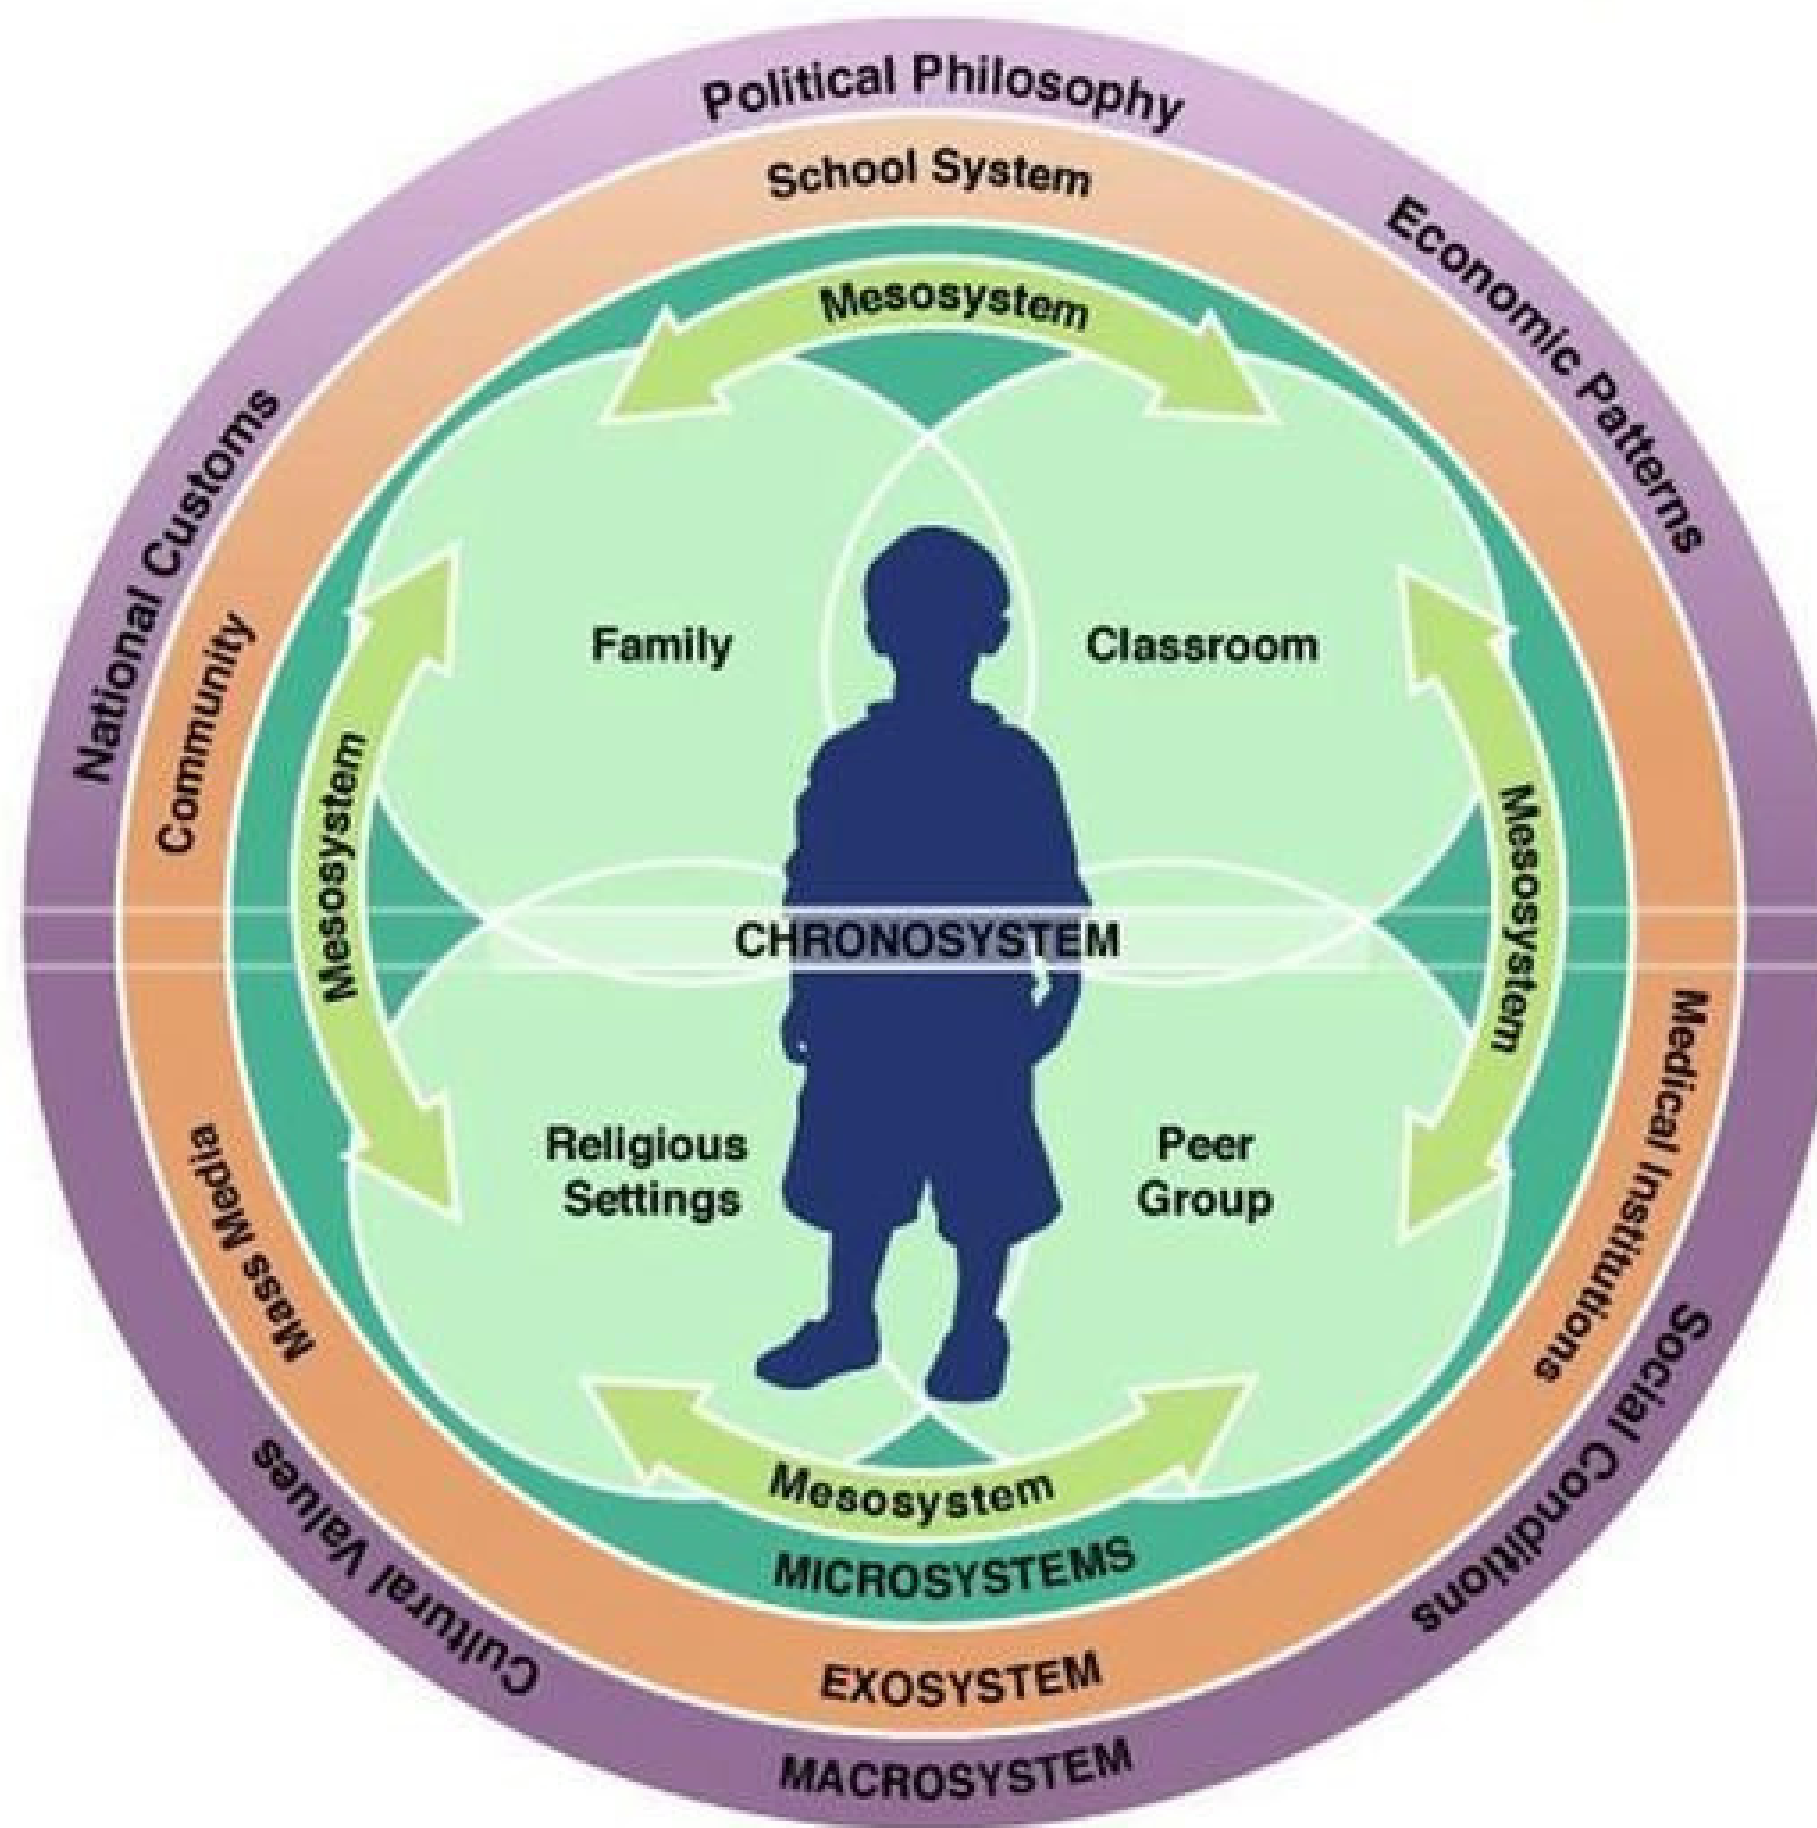 Political Philosophy
School System
Economic Patterns
Mesosystem
National Customs
Community
Family
Classroom
Mesosystem
Mesosystem
CHRONOSYSTEM
Medical Institutions
Religious
Settings
Peer
Group
Mass Media
Social Conditions
Cultural Values
Mesosystem
MICROSYSTEMS
EXOSYSTEM
MACROSYSTEM